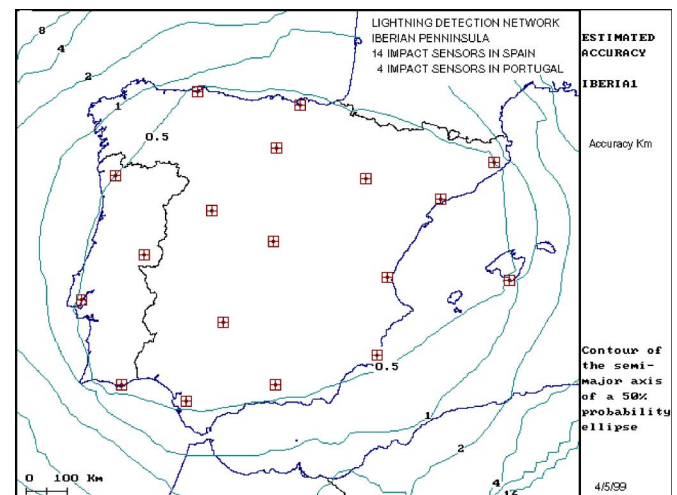 LIGHTNING DETECTION NETWORK
IBERIAN PENNINSULA
14 IMPACT SENSORS IN SPAIN
4 IMPACT SENSORS IN PORTUGAL
ESTIMATED
ACCURACY
IBERIA1
Accuracy Km
8
4
2
1
0.5
0.5
1
2
4
16
Contour of
the semi-
major axis
of a 50%
probability
ellipse
0 100 Km
4/5/99